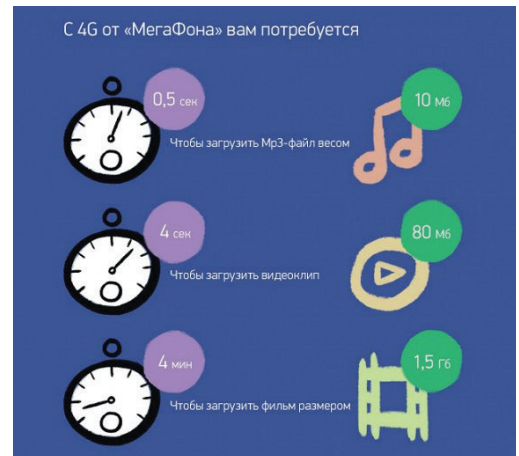 С 4G от «МегаФона» вам потребуется
0,5 сек
10 Мб
Чтобы загрузить Mp3-файл весом
4 сек
80 Мб
Чтобы загрузить видеоклип
4 мин
1,5 Гб
Чтобы загрузить фильм размером